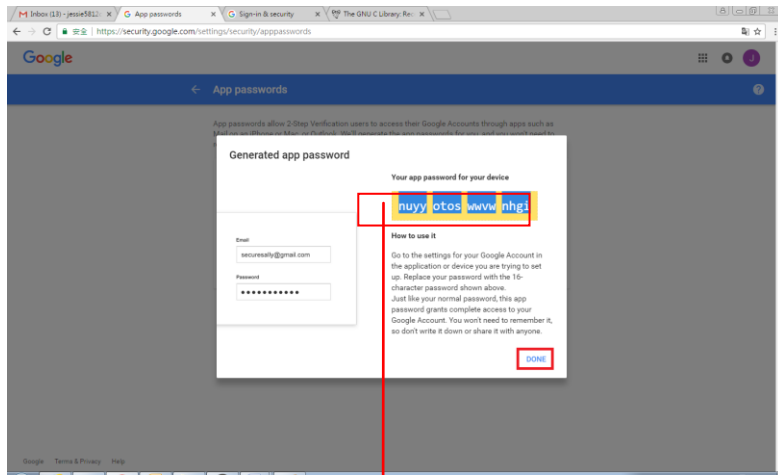 Inbox (13) - jessie5812
App passwords
Sign-in & security
The GNU C Library: Rec
安全 | https://security.google.com/settings/security/apppasswords
Google
J
← App passwords
?
App passwords allow 2-Step Verification users to access their Google Accounts through apps such as
Mail on an iPhone or Mac, or Outlook. We'll generate the app passwords for you, and you won't need to
Generated app password
Your app password for your device
nuyy otos wwvw nhgi
Email
securesally@gmail.com
Password
How to use it
Go to the settings for your Google Account in
the application or device you are trying to set
up. Replace your password with the 16-
character password shown above.
Just like your normal password, this app
password grants complete access to your
Google Account. You won't need to remember it,
so don't write it down or share it with anyone.
DONE
Google Terms & Privacy Help